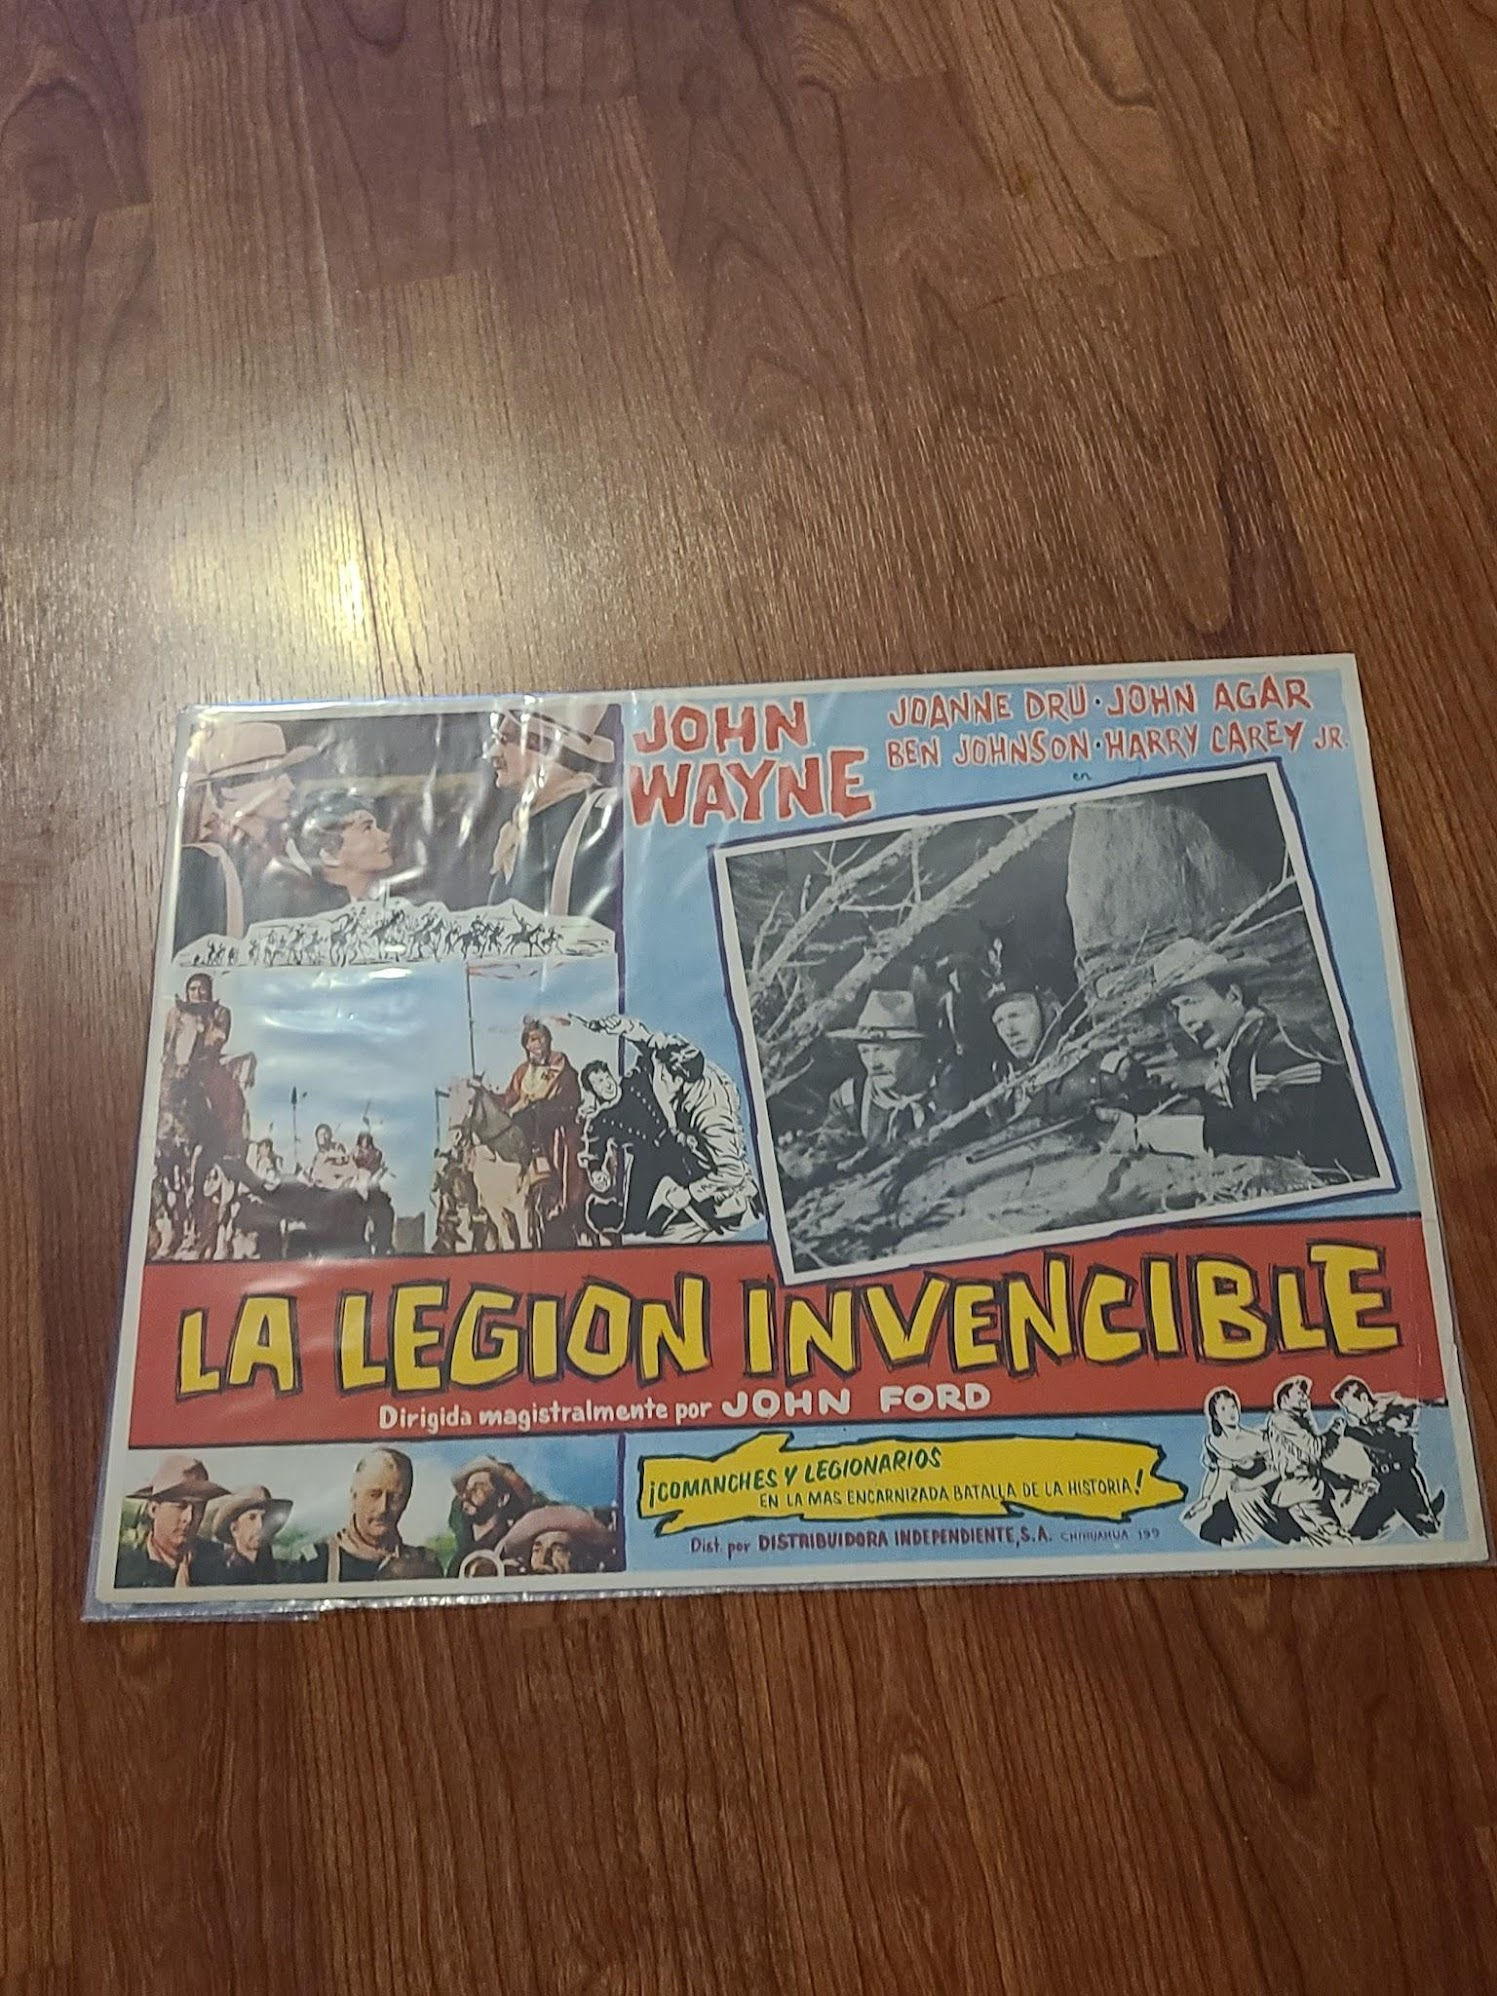 JOHN
WAYNE
JOANNE DRU · JOHN AGAR
BEN JOHNSON · HARRY CAREY JR.
en
LA LEGION INVENCIBLE
Dirigida magistralmente por JOHN FORD
¡COMANCHES Y LEGIONARIOS
EN LA MAS ENCARNIZADA BATALLA DE LA HISTORIA!
Dist. por DISTRIBUIDORA INDEPENDIENTE, S.A. CHIHUAHUA 199